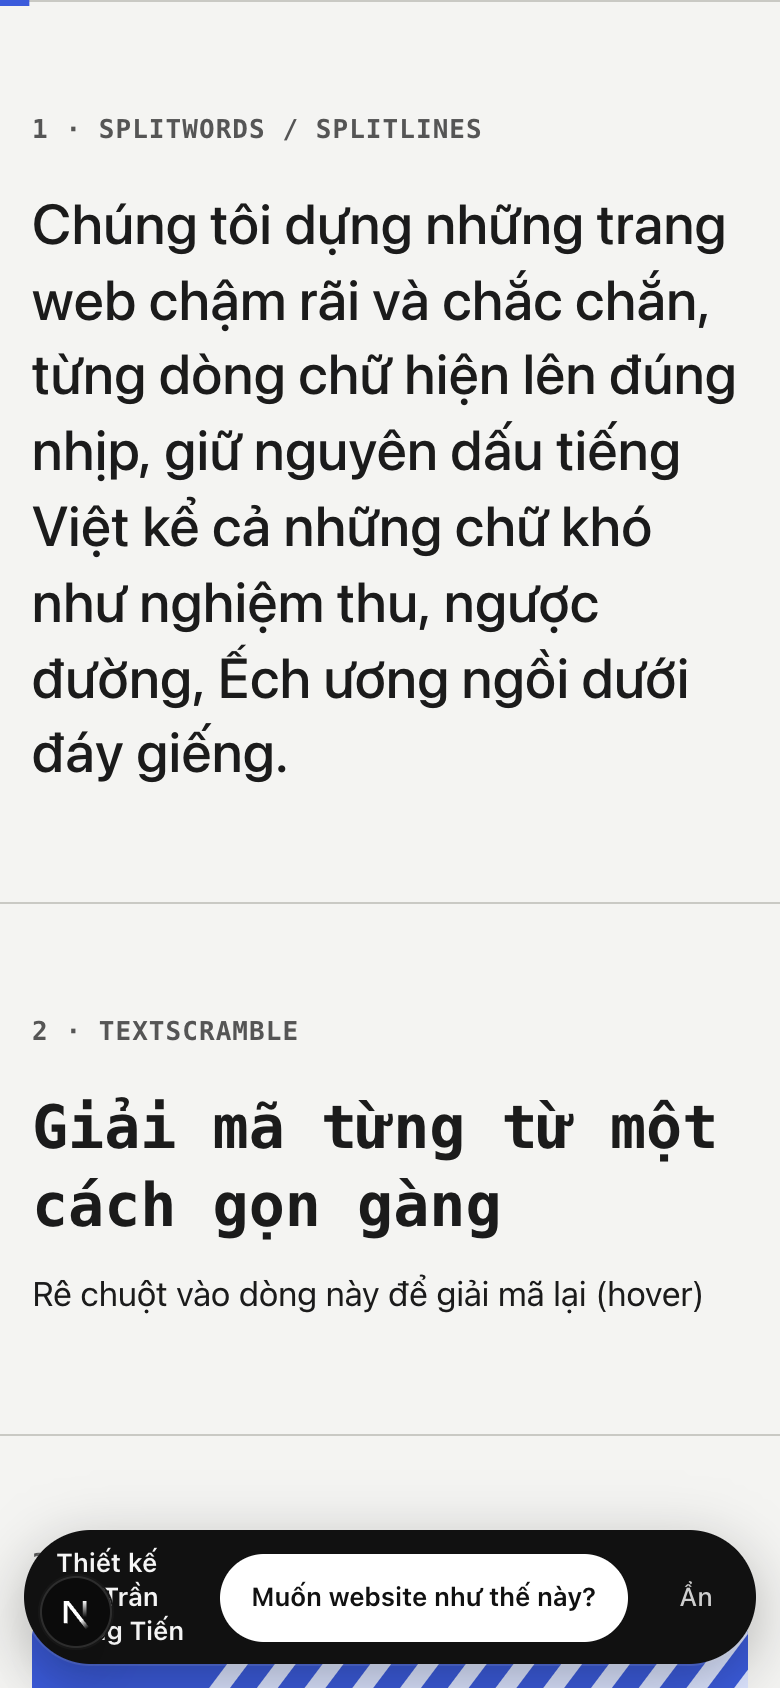 1 · SPLITWORDS / SPLITLINES
Chúng tôi dựng những trang
web chậm rãi và chắc chắn,
từng dòng chữ hiện lên đúng
nhịp, giữ nguyên dấu tiếng
Việt kể cả những chữ khó
như nghiệm thu, ngược
đường, Ếch ương ngồi dưới
đáy giếng.
2 · TEXTSCRAMBLE
Giải mã từng từ một
cách gọn gàng
Rê chuột vào dòng này để giải mã lại (hover)
Thiết kế
Trần
Tiến
Muốn website như thế này?
Ẩn
N